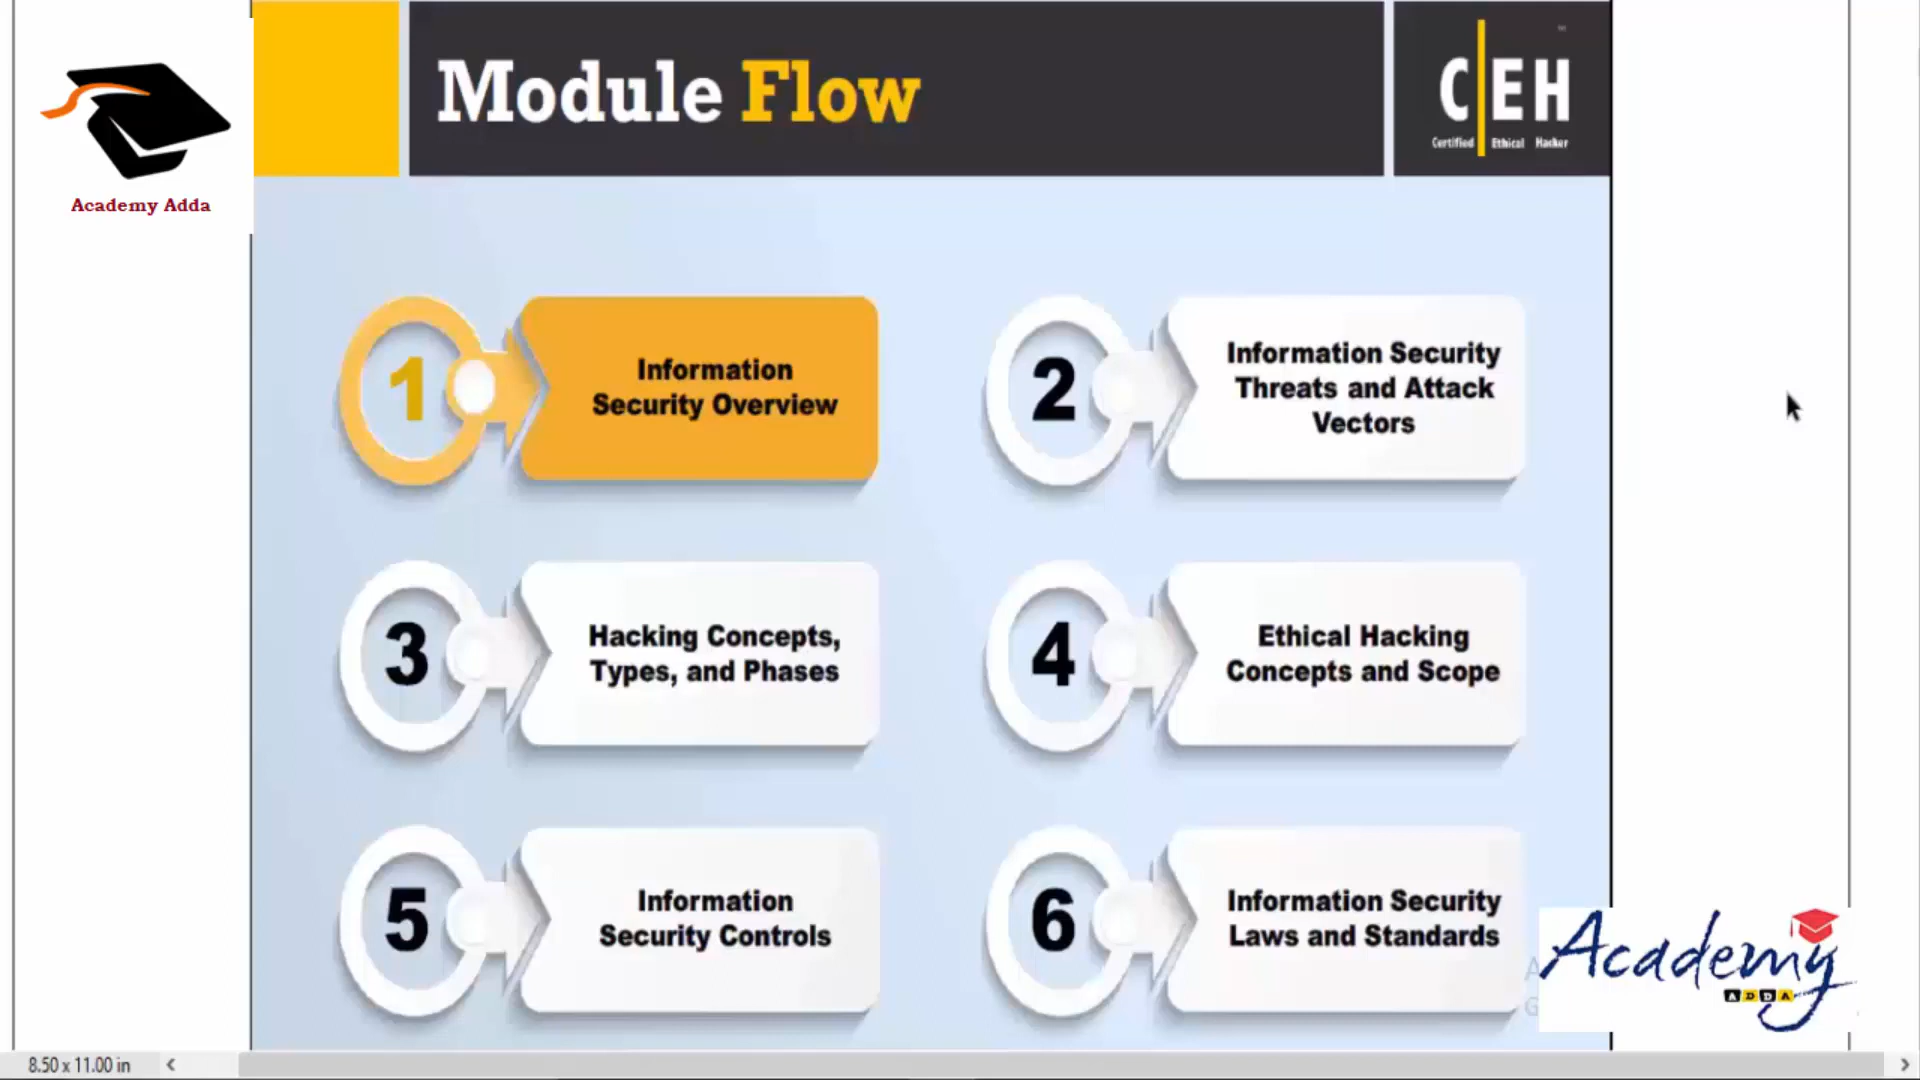 Module Flow
C|EH
TM
Certified Ethical Hacker
Academy Adda
1
Information
Security Overview
2
Information Security
Threats and Attack
Vectors
3
Hacking Concepts,
Types, and Phases
4
Ethical Hacking
Concepts and Scope
5
Information
Security Controls
6
Information Security
Laws and Standards
Academy
ADDA
8.50 x 11.00 in